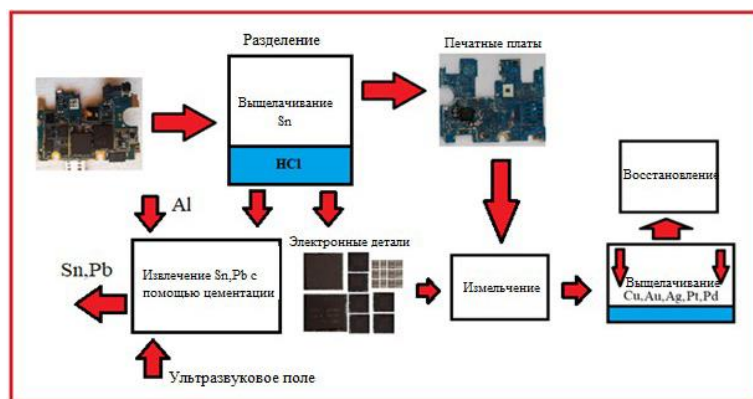 Разделение
Печатные платы
Выщелачивание
Sn
HCl
Восстановление
Al
Электронные детали
Sn,Pb
Извлечение Sn,Pb с
помощью цементации
Измельчение
Выщелачивание
Cu,Au,Ag,Pt,Pd
Ультразвуковое поле